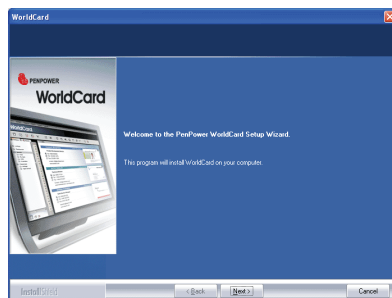 WorldCard
PENPOWER
WorldCard
Welcome to the PenPower WorldCard Setup Wizard.
This program will install WorldCard on your computer.
InstallShield
< Back
Next >
Cancel